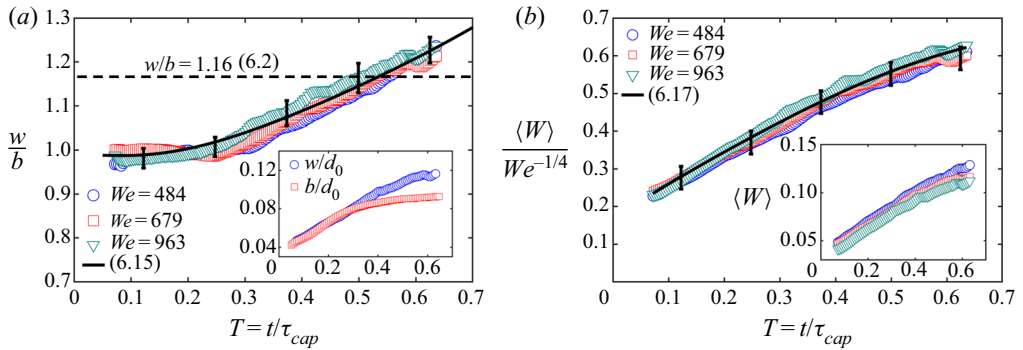 (a)
1.3
1.2
1.1
1.0
0.9
0.8
0.7
w/b
w/b = 1.16 (6.2)
We = 484
We = 679
We = 963
(6.15)
0.12
0.08
0.04
w/d0
b/d0
0 0.2 0.4 0.6
0 0.1 0.2 0.3 0.4 0.5 0.6 0.7
T = t/τcap
(b)
0.7
0.6
0.5
0.4
0.3
0.2
0.1
⟨W⟩
We−1/4
We = 484
We = 679
We = 963
(6.17)
0.15
0.10
0.05
⟨W⟩
0 0.2 0.4 0.6
0 0.1 0.2 0.3 0.4 0.5 0.6 0.7
T = t/τcap